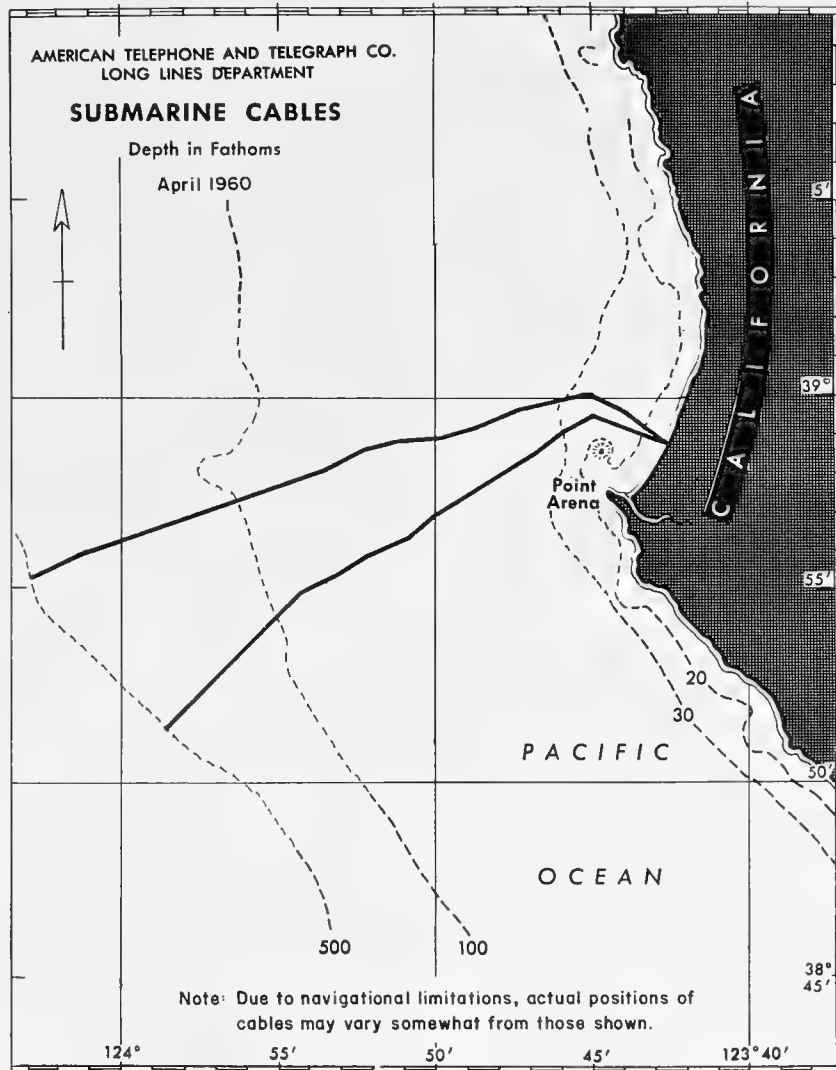 AMERICAN TELEPHONE AND TELEGRAPH CO.
LONG LINES DEPARTMENT
SUBMARINE CABLES
Depth in Fathoms
April 1960
CALIFORNIA
5'
39°
Point
Arena
55'
20
30
PACIFIC
50'
OCEAN
500
100
38°
45'
Note: Due to navigational limitations, actual positions of
cables may vary somewhat from those shown.
124°
55'
50'
45'
123°40'